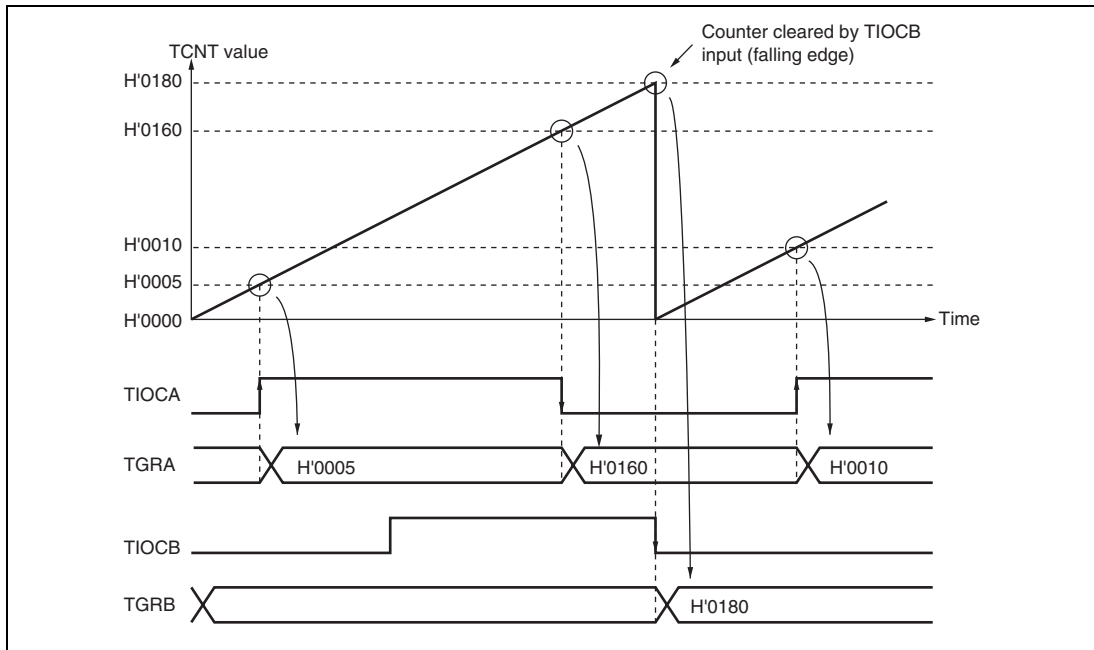 Counter cleared by TIOCB
input (falling edge)
TCNT value
H'0180
H'0160
H'0010
H'0005
H'0000
Time
TIOCA
TGRA
H'0005
H'0160
H'0010
TIOCB
TGRB
H'0180